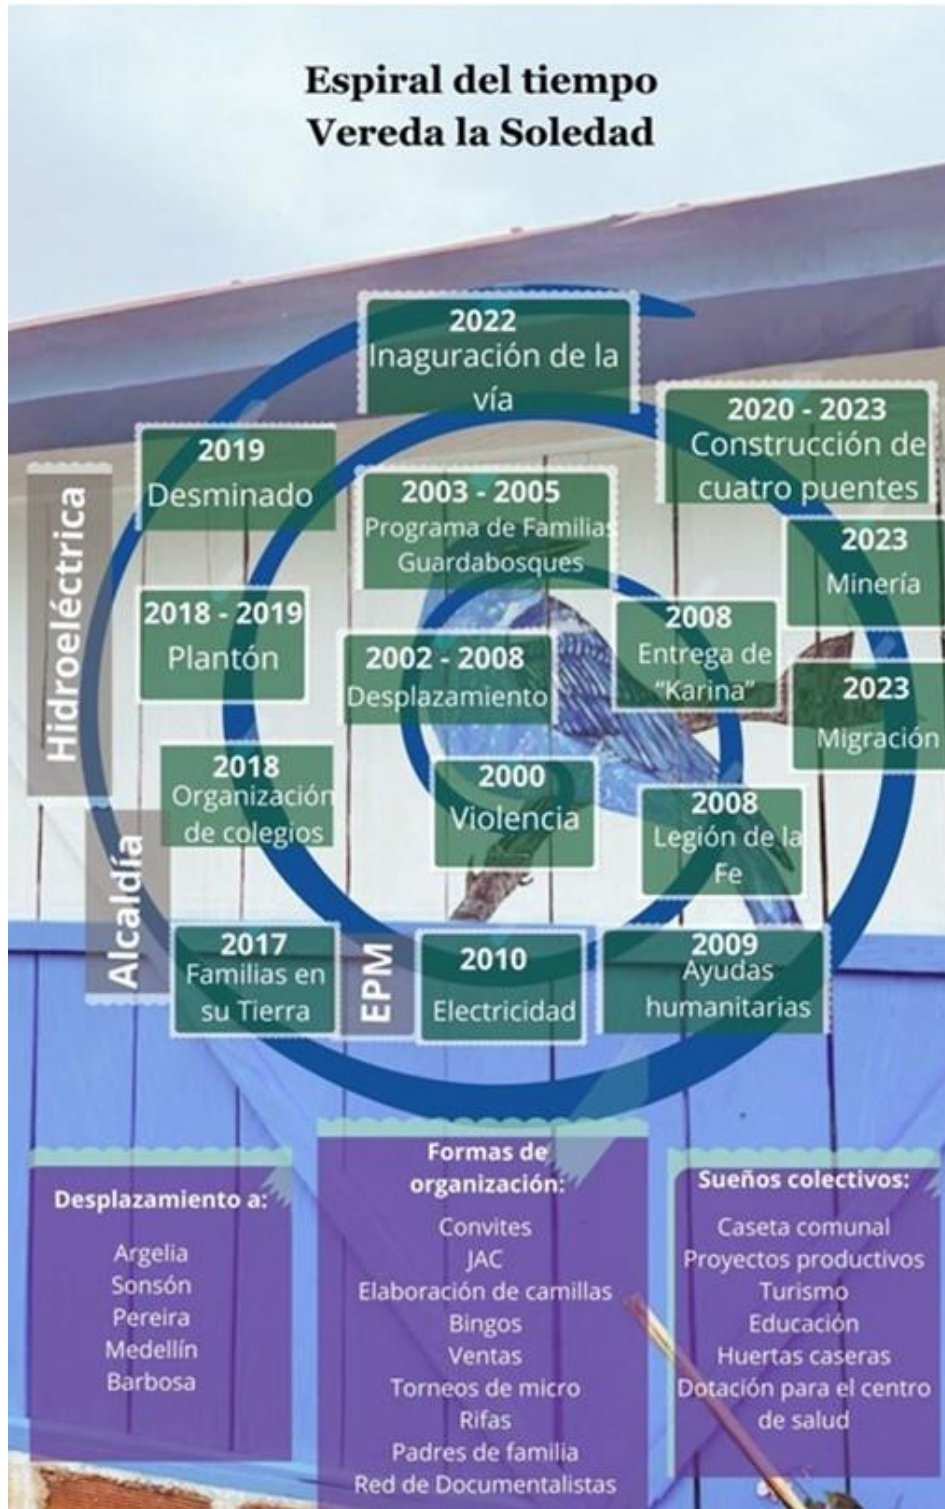 Espiral del tiempo
Vereda la Soledad
2022
Inaguración de la
vía
2020 - 2023
Construcción de
cuatro puentes
2019
Desminado
2003 - 2005
Programa de Familias
Guardabosques
2023
Minería
Hidroeléctrica
2018 - 2019
Plantón
2002 - 2008
Desplazamiento
2008
Entrega de
“Karina”
2023
Migración
2018
Organización
de colegios
2000
Violencia
2008
Legión de la
Fe
Alcaldía
2017
Familias en
su Tierra
EPM
2010
Electricidad
2009
Ayudas
humanitarias
Desplazamiento a:
Argelia
Sonsón
Pereira
Medellín
Barbosa
Formas de
organización:
Convites
JAC
Elaboración de camillas
Bingos
Ventas
Torneos de micro
Rifas
Padres de familia
Red de Documentalistas
Sueños colectivos:
Caseta comunal
Proyectos productivos
Turismo
Educación
Huertas caseras
Dotación para el centro
de salud